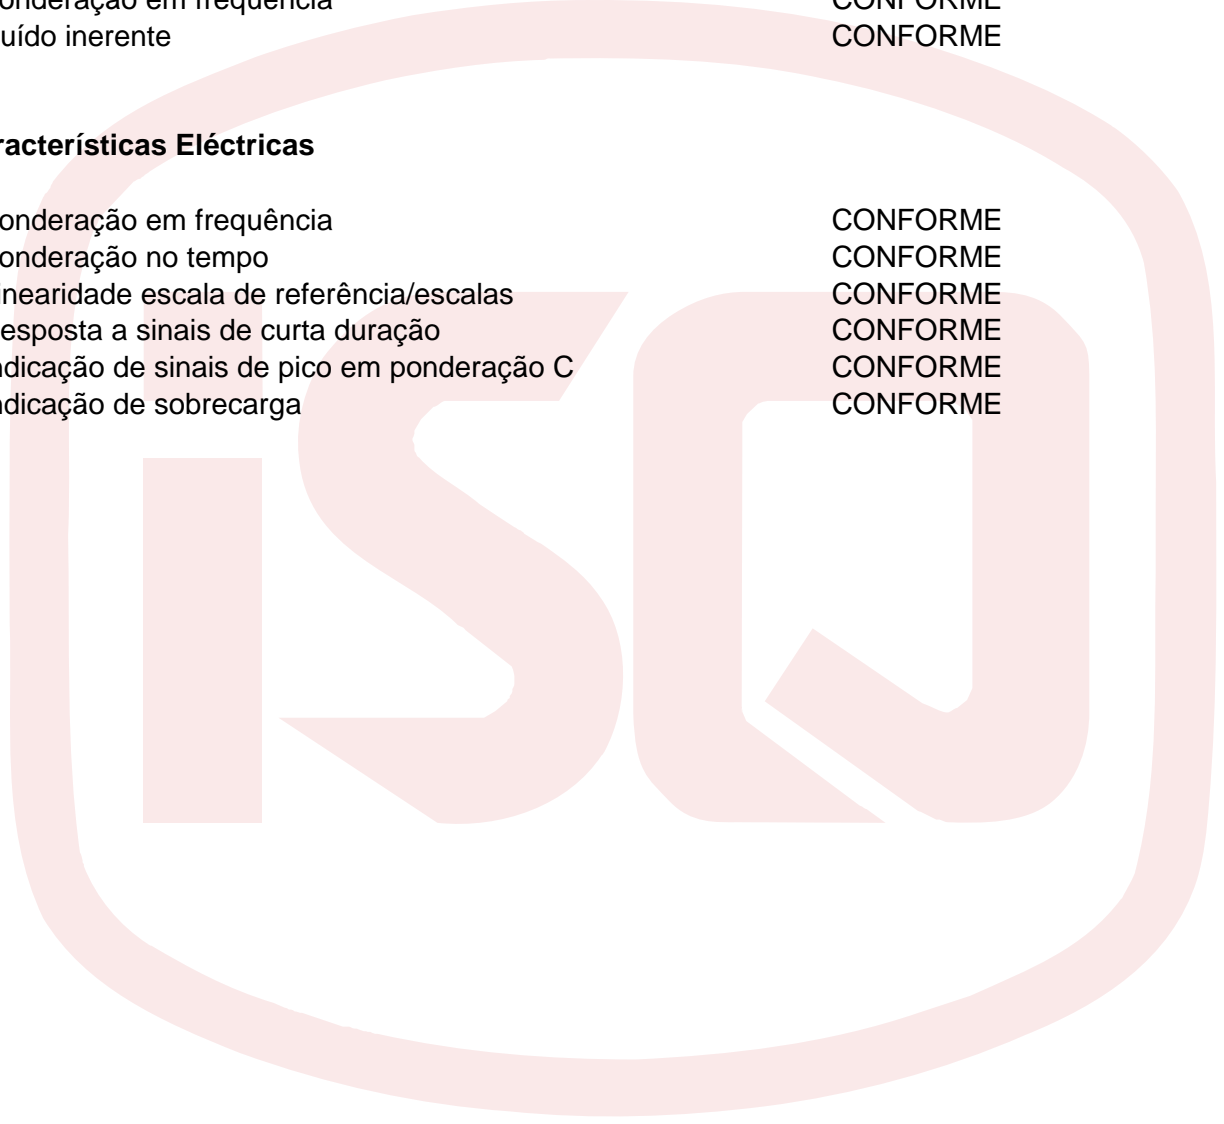 onderação em frequência CONFORME
uído inerente CONFORME
racterísticas Eléctricas
onderação em frequência CONFORME
onderação no tempo CONFORME
inearidade escala de referência/escalas CONFORME
esposta a sinais de curta duração CONFORME
ndicação de sinais de pico em ponderação C CONFORME
ndicação de sobrecarga CONFORME
iSQ